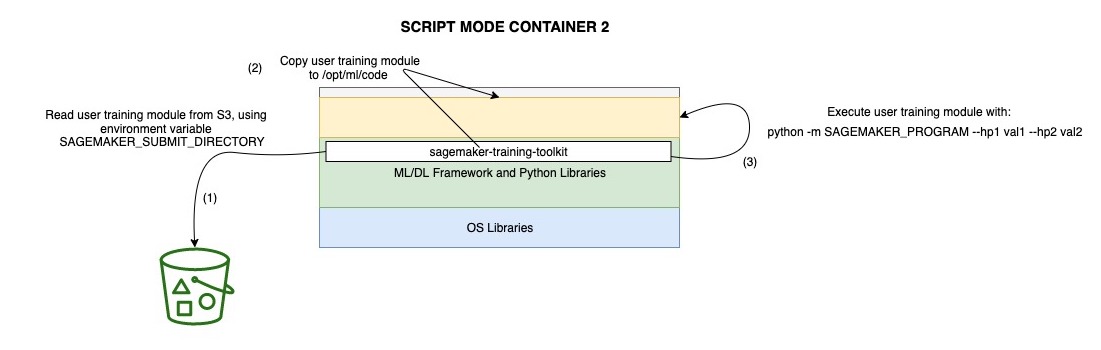 SCRIPT MODE CONTAINER 2
(2)
Copy user training module
to /opt/ml/code
Read user training module from S3, using
environment variable
SAGEMAKER_SUBMIT_DIRECTORY
Execute user training module with:
python -m SAGEMAKER_PROGRAM --hp1 val1 --hp2 val2
sagemaker-training-toolkit
(3)
ML/DL Framework and Python Libraries
(1)
OS Libraries